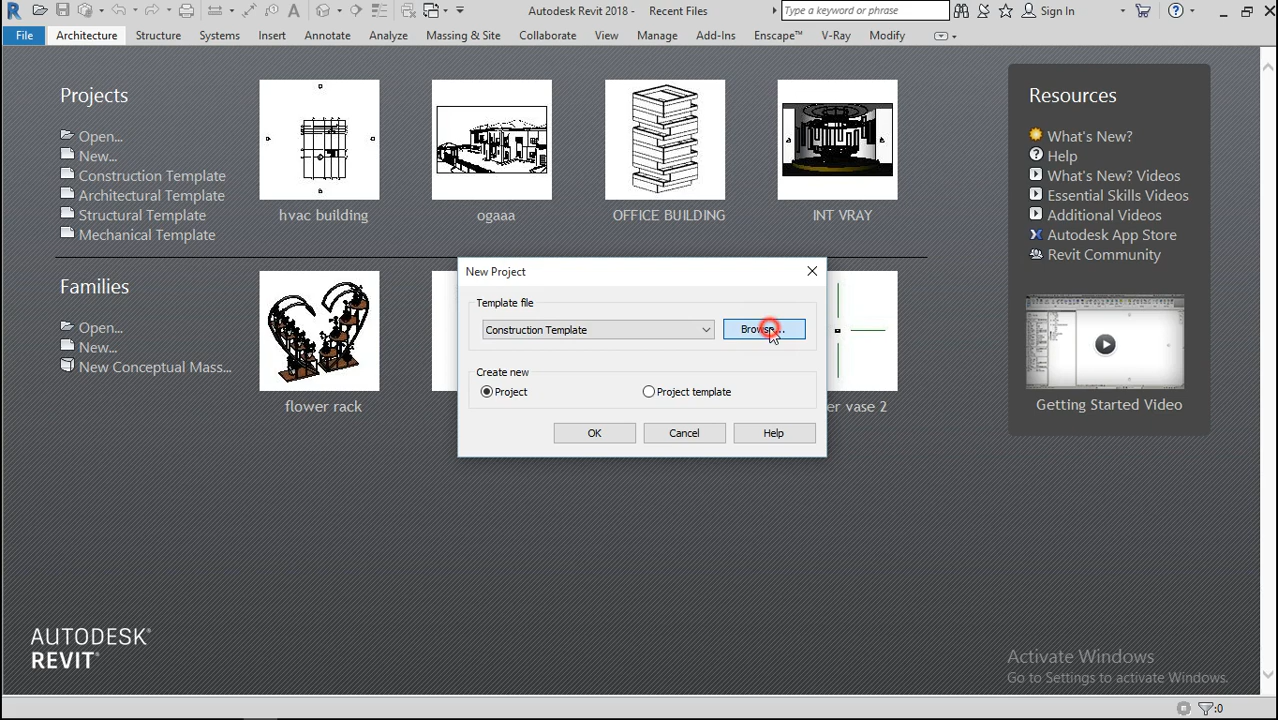 Autodesk Revit 2018 - Recent Files
Type a keyword or phrase
Sign In
File Architecture Structure Systems Insert Annotate Analyze Massing & Site Collaborate View Manage Add-Ins Enscape™ V-Ray Modify
Projects
Open...
New...
Construction Template
Architectural Template
Structural Template
Mechanical Template
hvac building
ogaaa
OFFICE BUILDING
INT VRAY
Families
Open...
New...
New Conceptual Mass...
flower rack
vase 2
New Project
Template file
Construction Template
Create new
Project
Project template
OK
Cancel
Help
Resources
What's New?
Help
What's New? Videos
Essential Skills Videos
Additional Videos
Autodesk App Store
Revit Community
Getting Started Video
AUTODESK®
REVIT®
Activate Windows
Go to Settings to activate Windows.
:0